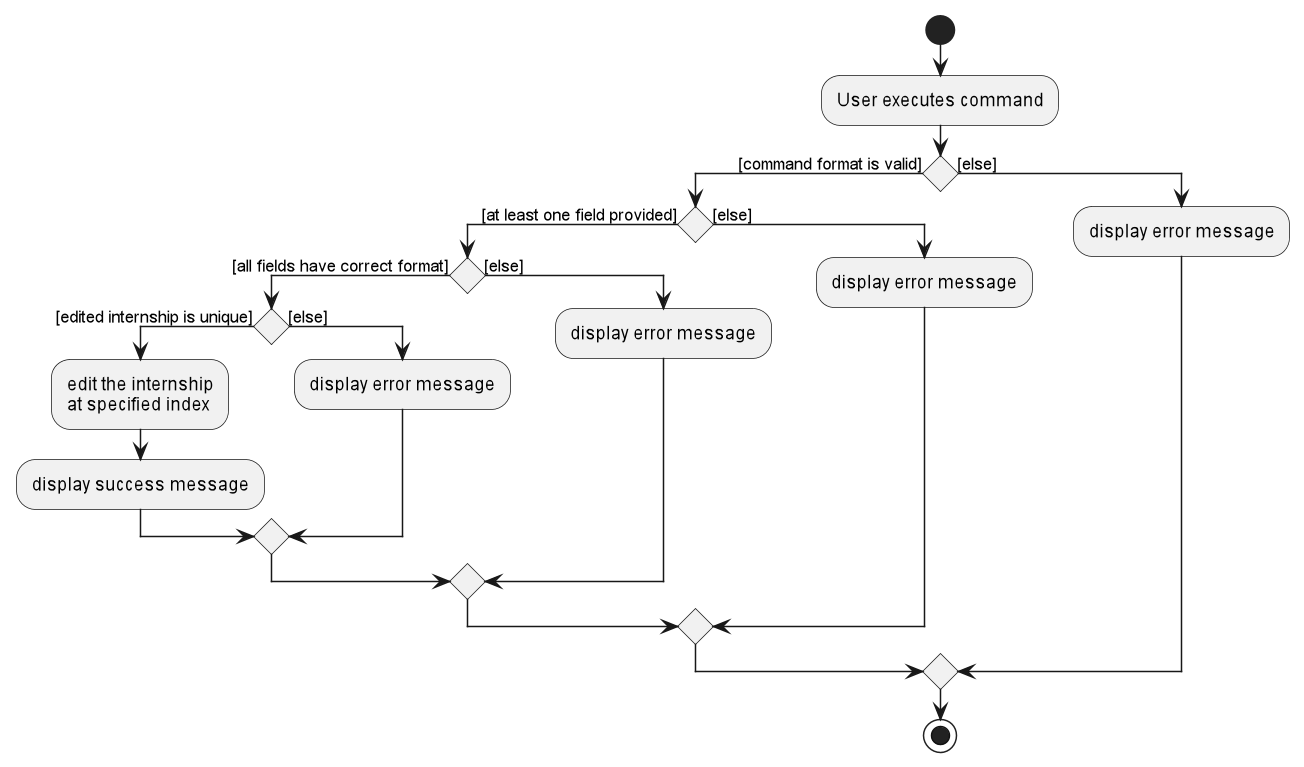 User executes command
[command format is valid]
[else]
[at least one field provided]
[else]
display error message
[all fields have correct format]
[else]
display error message
[edited internship is unique]
[else]
display error message
edit the internship
at specified index
display error message
display success message